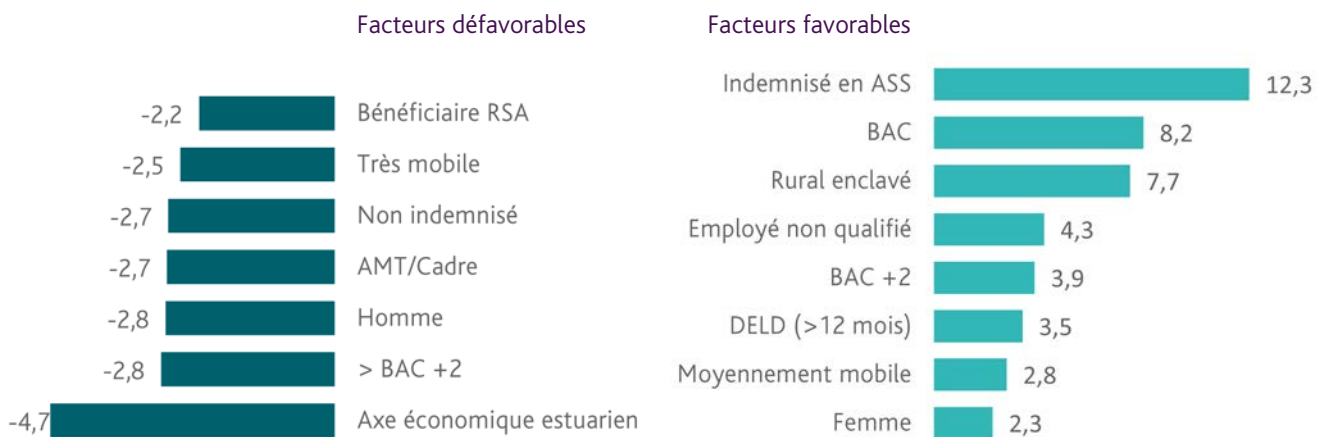 Facteurs défavorables
-2,2 Bénéficiaire RSA
-2,5 Très mobile
-2,7 Non indemnisé
-2,7 AMT/Cadre
-2,8 Homme
-2,8 > BAC +2
-4,7 Axe économique estuarien
Facteurs favorables
Indemnisé en ASS 12,3
BAC 8,2
Rural enclavé 7,7
Employé non qualifié 4,3
BAC +2 3,9
DELD (>12 mois) 3,5
Moyennement mobile 2,8
Femme 2,3